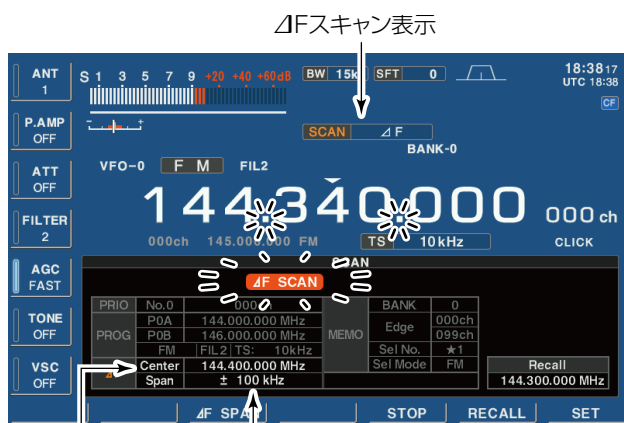 ⊿Fスキャン表示
ANT
1
S 1 3 5 7 9 +20 +40 +60dB
BW 15k SFT 0
18:38 17
UTC 18:38
CF
P.AMP
OFF
- +
SCAN ⊿F
BANK-0
ATT
OFF
VFO-0 FM FIL2
FILTER
2
144.340.000
000 ch
000ch 145.000.000 FM
TS 10kHz
CLICK
AGC
FAST
SCAN
⊿F SCAN
TONE
OFF
PRIO No.0 000ch
PROG P0A 144.000.000 MHz
P0B 146.000.000 MHz
FM FIL2 TS: 10kHz
MEMO BANK 0
Edge 000ch
099ch
Sel No. ★1
Sel Mode FM
VSC
OFF
Center 144.400.000 MHz
Span ± 100 kHz
Recall
144.300.000 MHz
⊿F SPAN
STOP
RECALL
SET